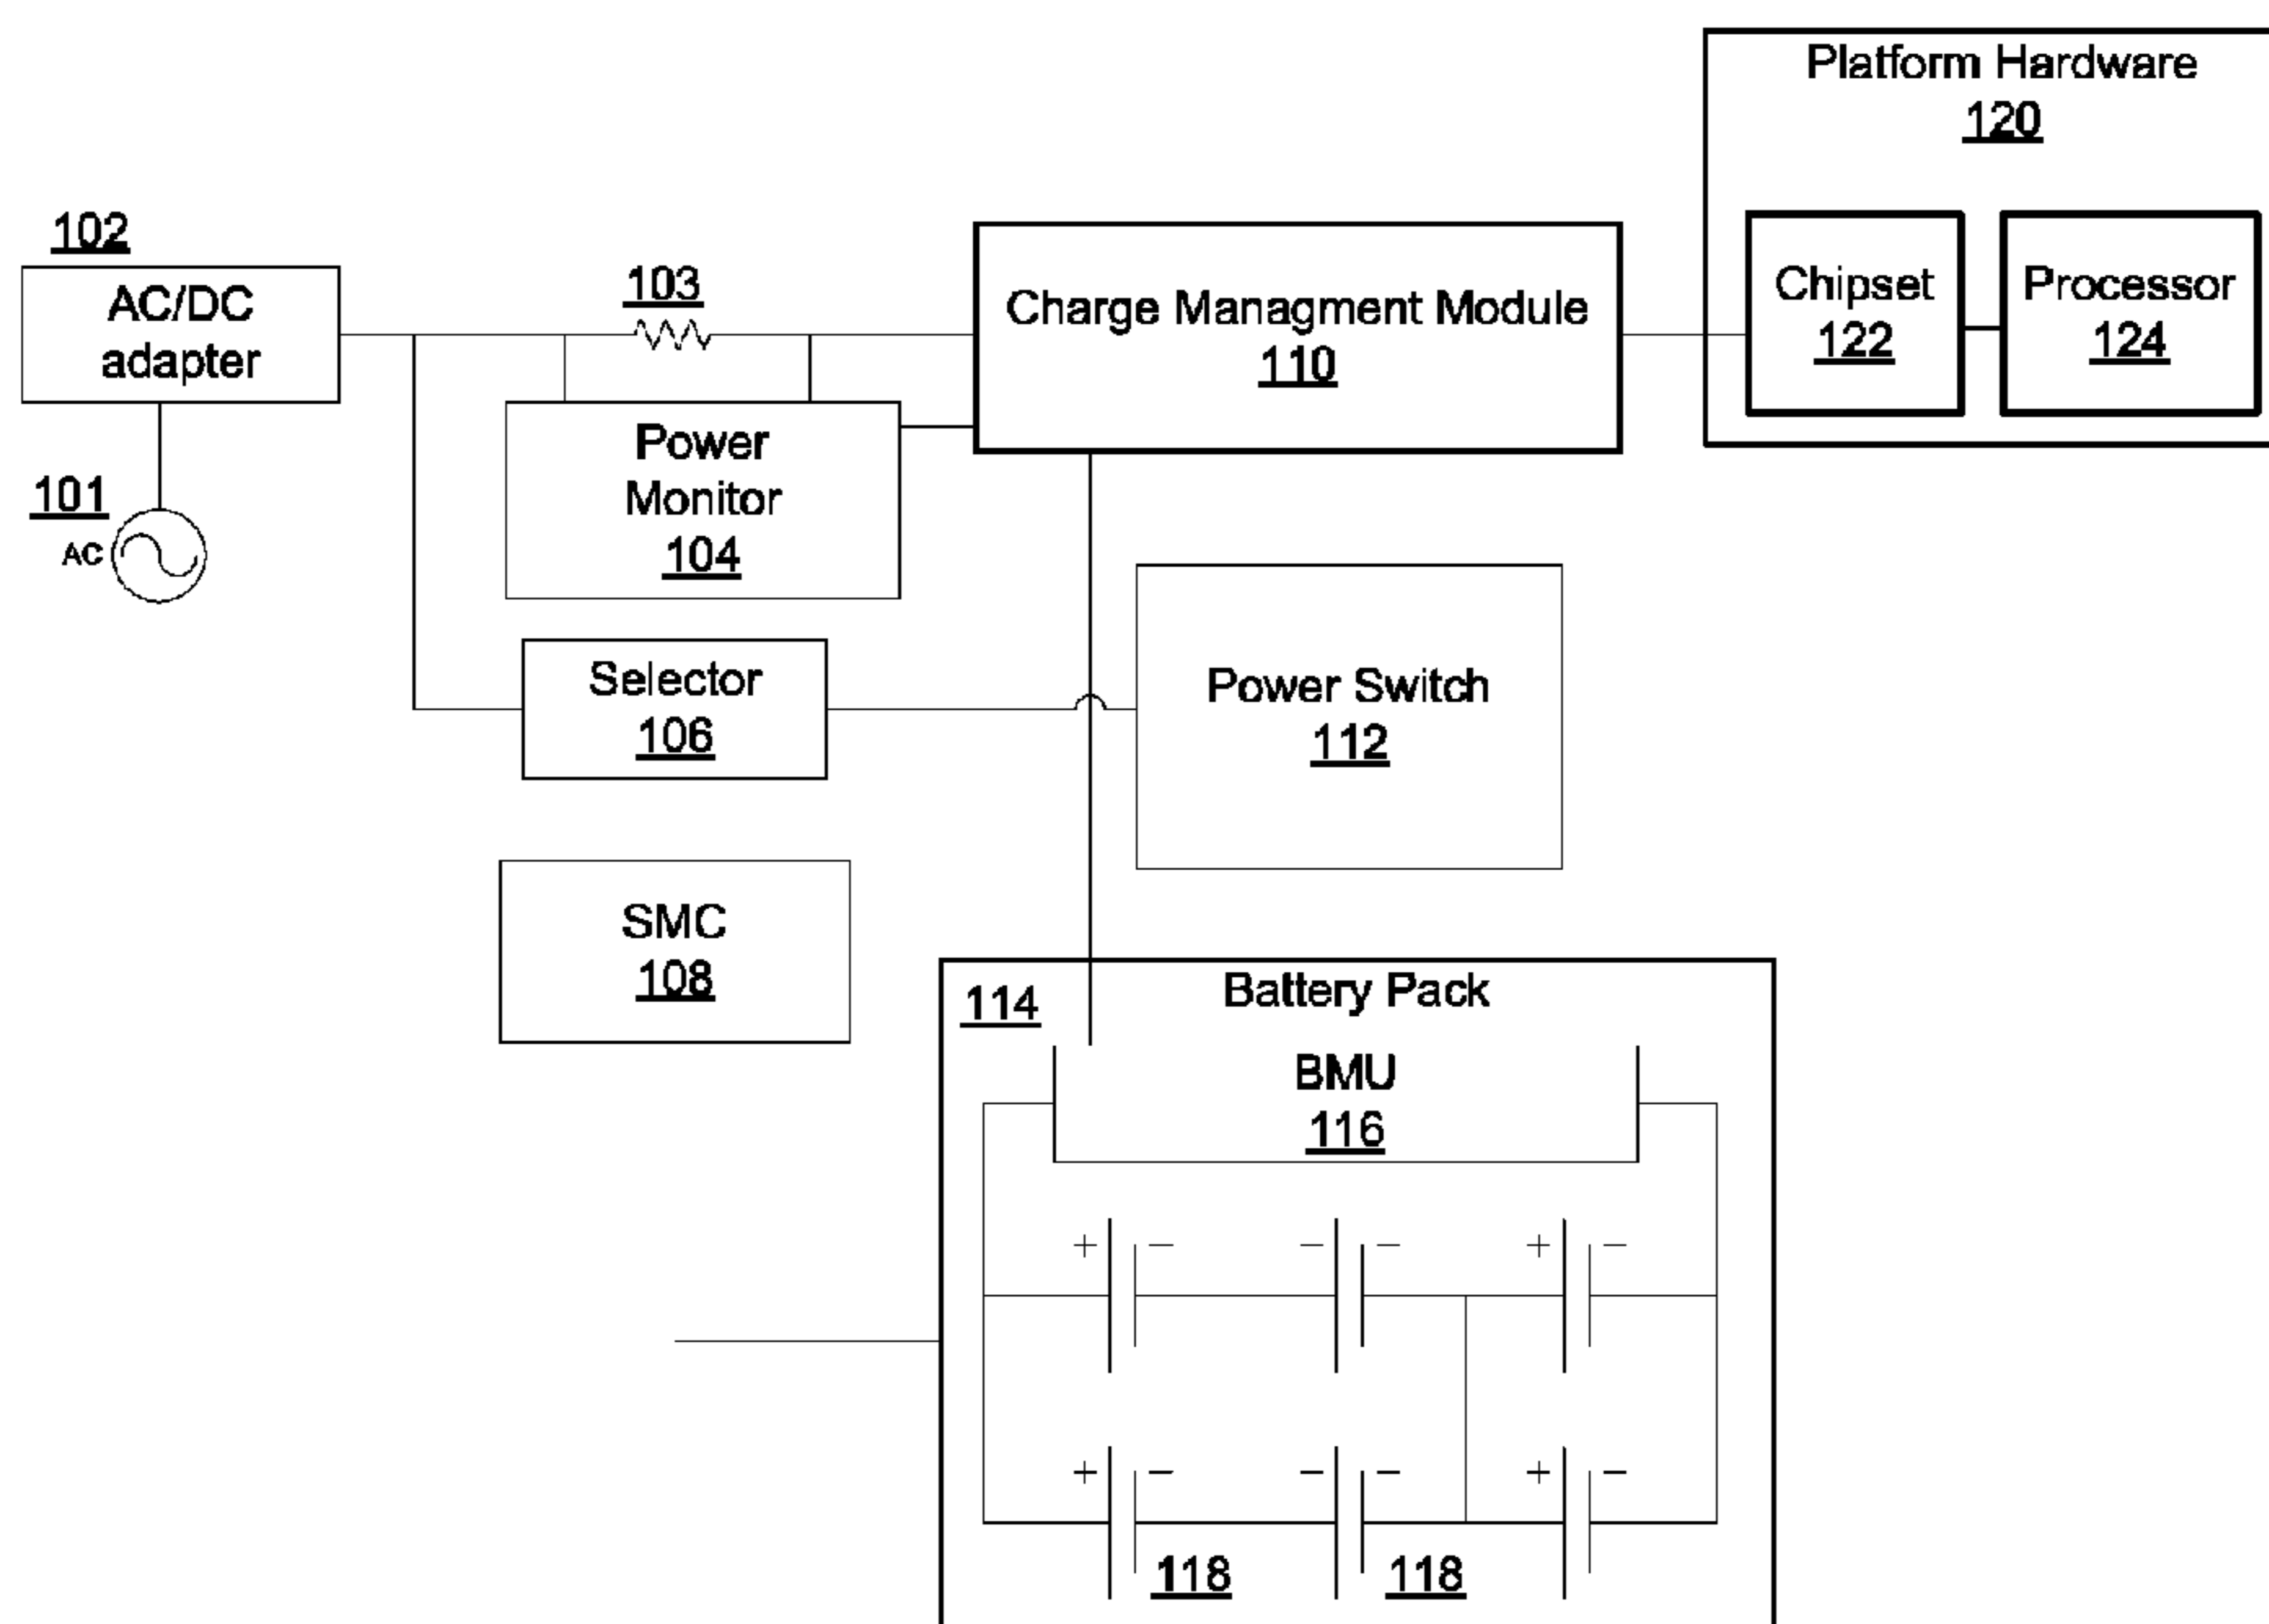 Platform Hardware
120
102
AC/DC
adapter
103
Charge Managment Module
110
Chipset
122
Processor
124
Power
Monitor
104
101
AC
Selector
106
Power Switch
112
SMC
108
Battery Pack
114
BMU
116
+ − − − + −
+ − − − + −
118 118